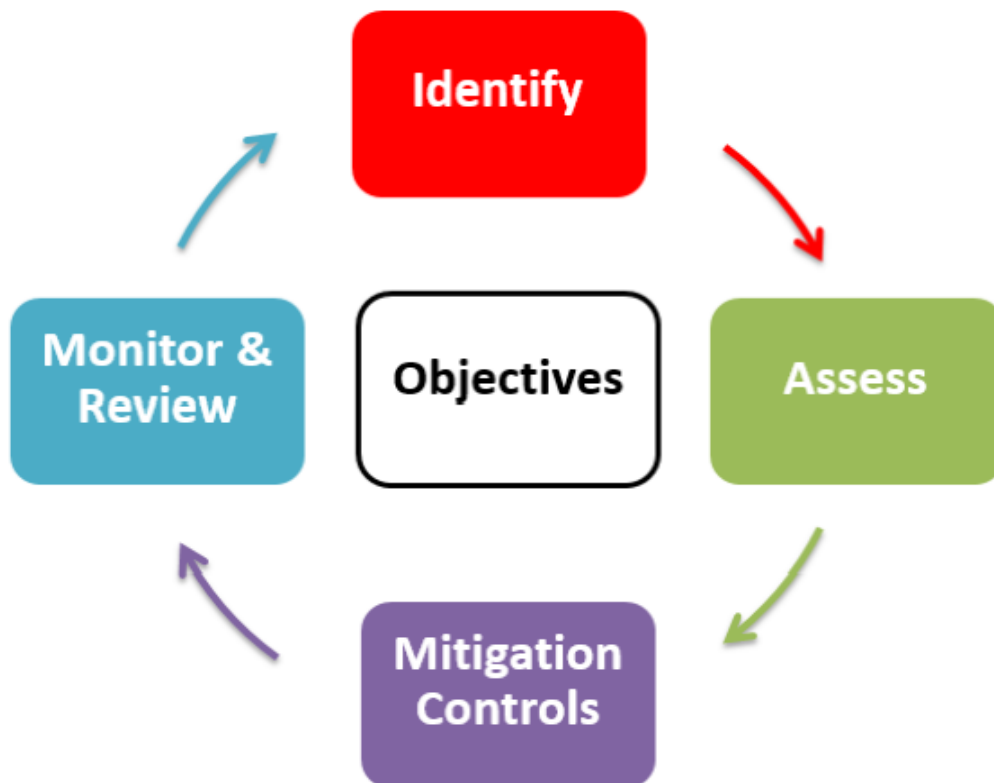 Identify
Monitor &
Review
Objectives
Assess
Mitigation
Controls